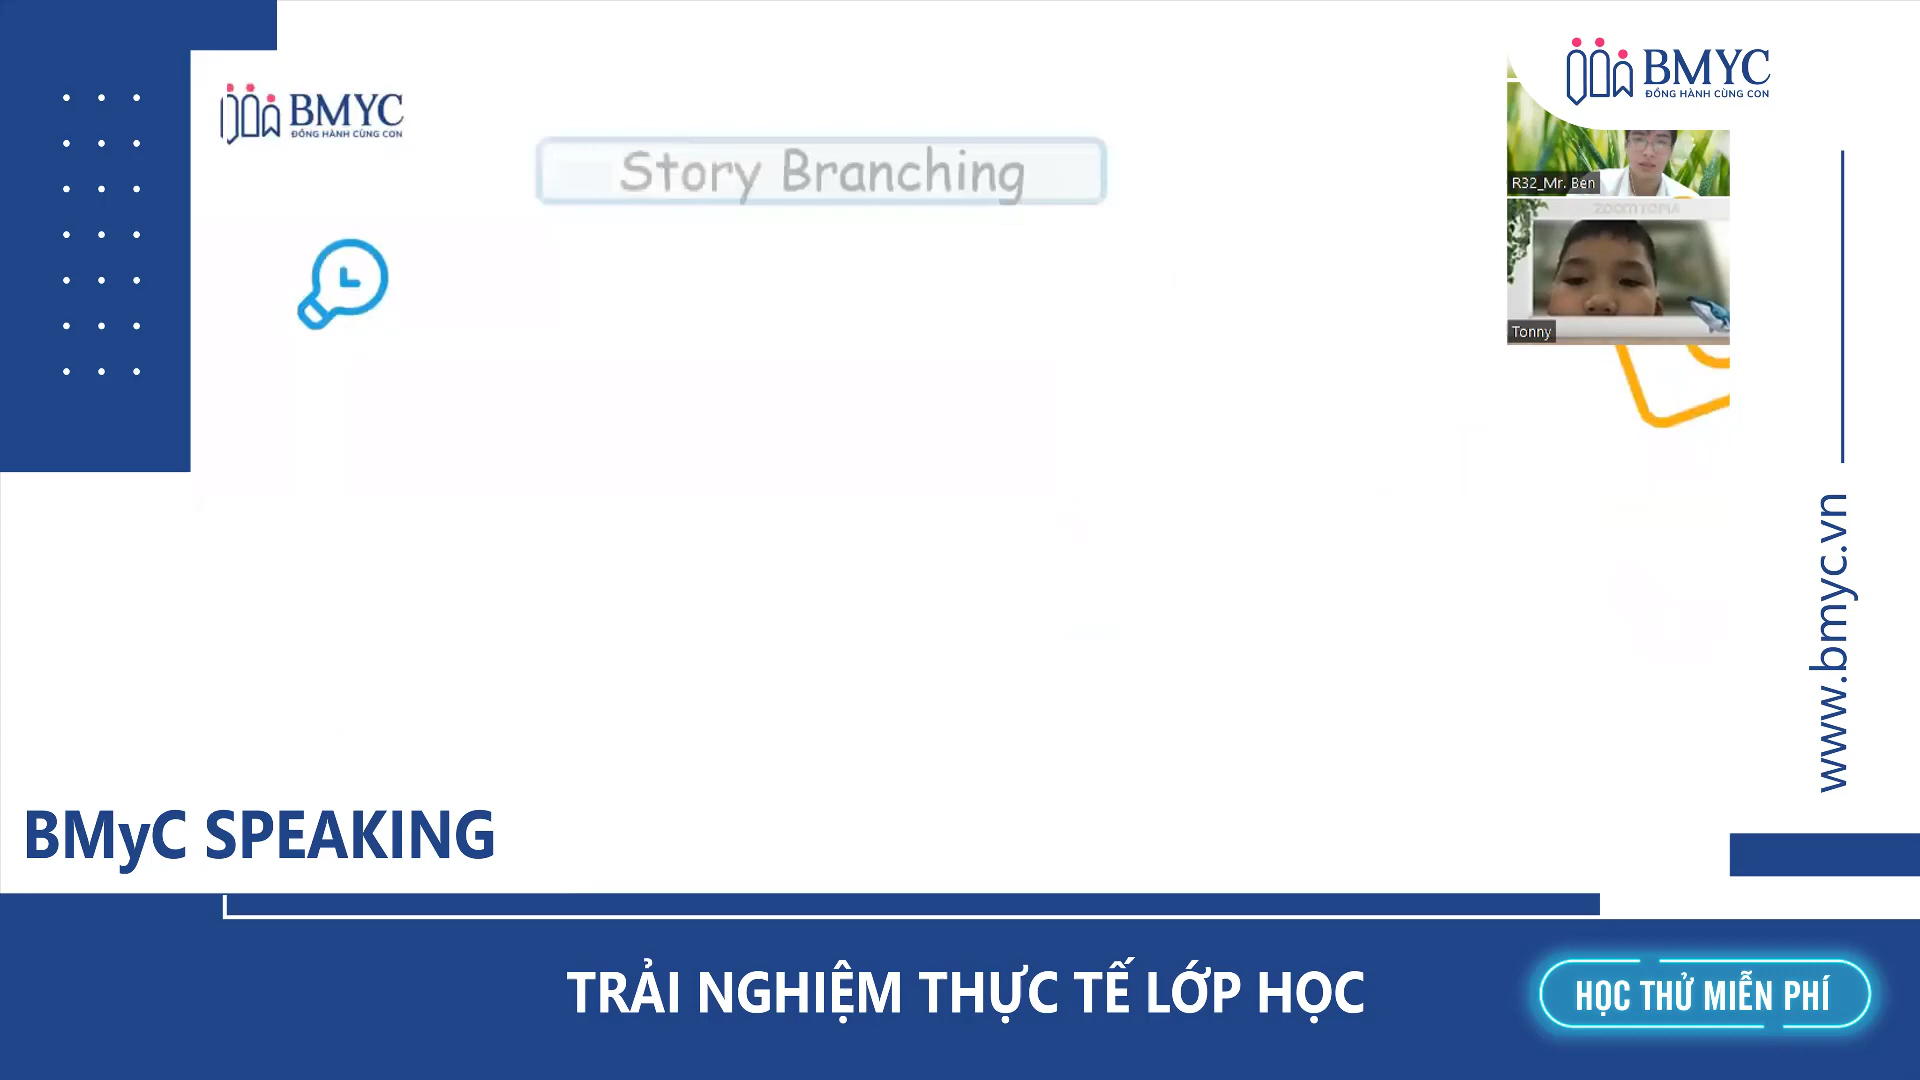 BMYC
ĐỒNG HÀNH CÙNG CON
BMYC
ĐỒNG HÀNH CÙNG CON
Story Branching
R32_Mr. Ben
ZOOMTOPIA
Tonny
www.bmyc.vn
BMyC SPEAKING
TRẢI NGHIỆM THỰC TẾ LỚP HỌC
HỌC THỬ MIỄN PHÍ